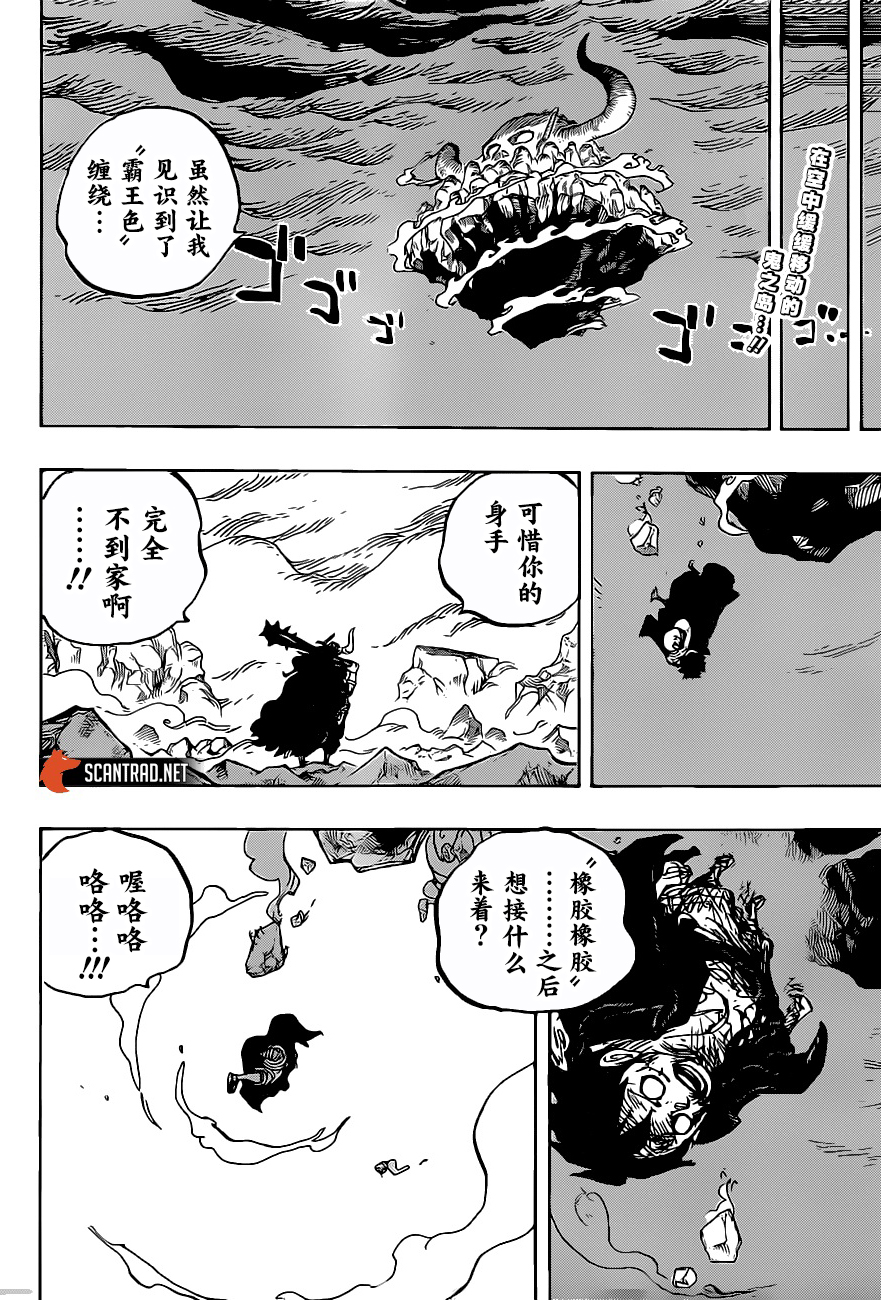 在空中缓缓移动的
鬼之岛…!!
ゴゴゴ
ゴゴゴ
虽然让我
见识到了
“霸王色”
缠绕…
可惜你的
身手
完全
不到家啊
……!!
“橡胶橡胶”
………之后
想接什么
来着？
喔咯咯
咯咯…!!!
SCANTRAD.NET